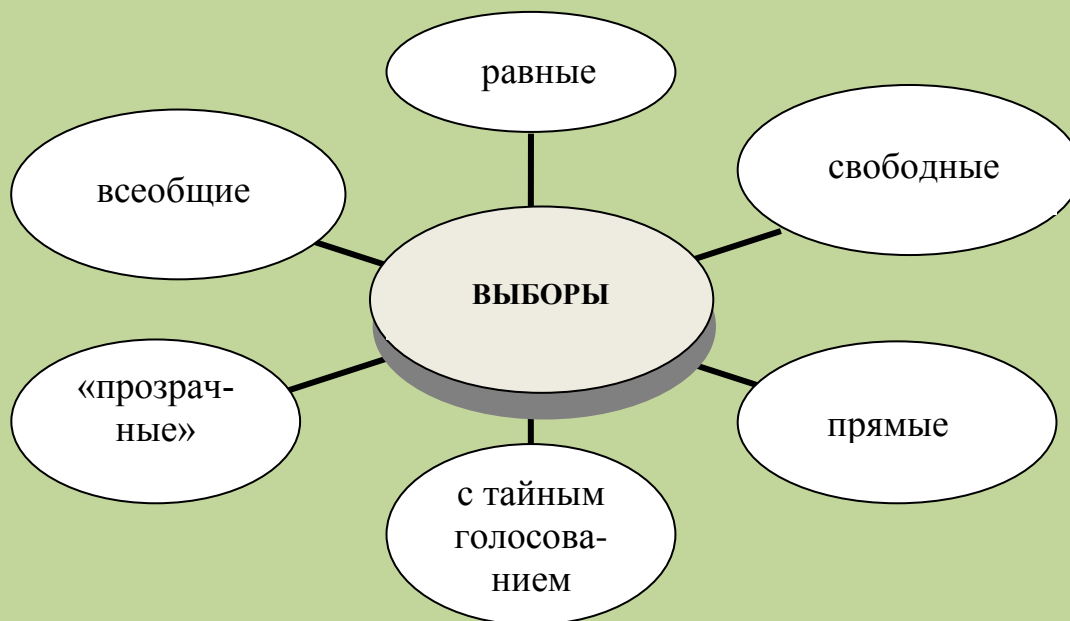 равные
свободные
всеобщие
ВЫБОРЫ
«прозрач-
ные»
прямые
с тайным
голосова-
нием